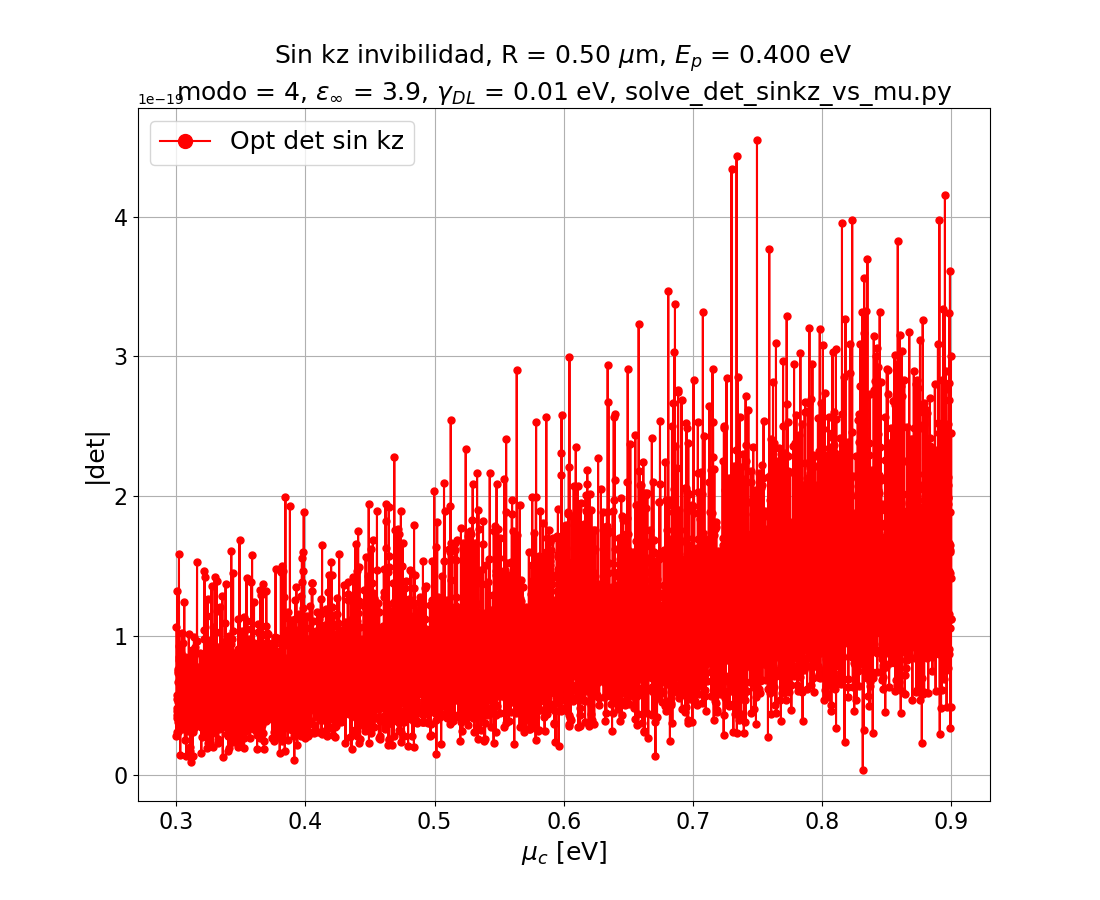 Sin kz invibilidad, R = 0.50 μm, E_p = 0.400 eV
modo = 4, ε_∞ = 3.9, γ_DL = 0.01 eV, solve_det_sinkz_vs_mu.py
1e−19
Opt det sin kz
4
3
2
1
0
|det|
0.3 0.4 0.5 0.6 0.7 0.8 0.9
μ_c [eV]